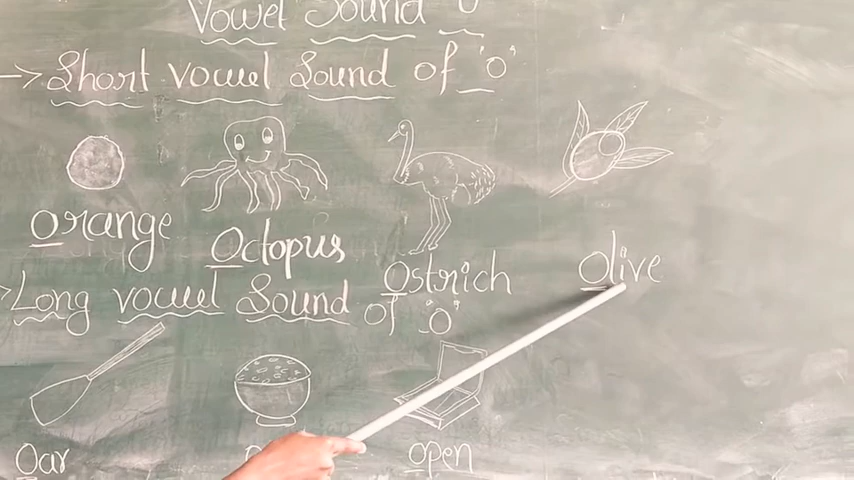 Vowel Sound 'o'
→ Short vowel Sound of 'o'
Orange Octopus Ostrich Olive
→ Long vowel Sound of "o"
Oar open